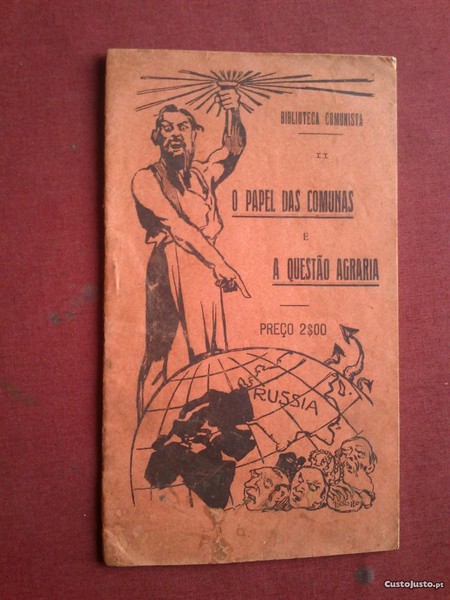 BIBLIOTECA COMUNISTA
II
O PAPEL DAS COMUNAS
E
A QUESTÃO AGRARIA
PREÇO 2$00
RUSSIA
CustoJusto.pt